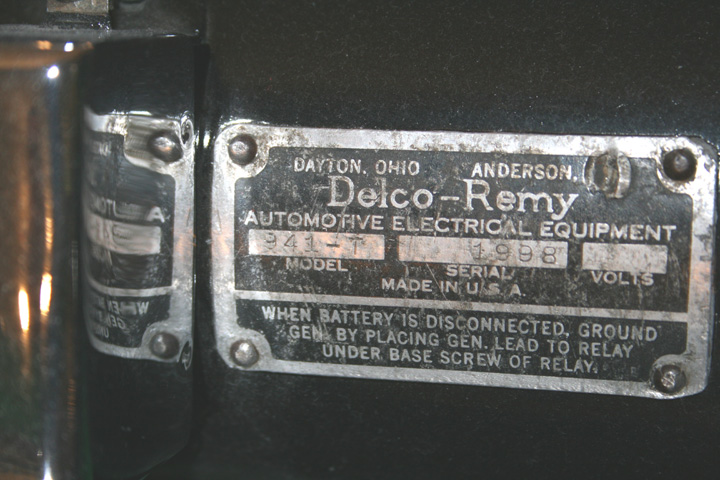 DAYTON, OHIO ANDERSON,
Delco-Remy
AUTOMOTIVE ELECTRICAL EQUIPMENT
941-T 1998
MODEL SERIAL VOLTS
MADE IN U.S.A.
WHEN BATTERY IS DISCONNECTED, GROUND
GEN. BY PLACING GEN. LEAD TO RELAY
UNDER BASE SCREW OF RELAY.